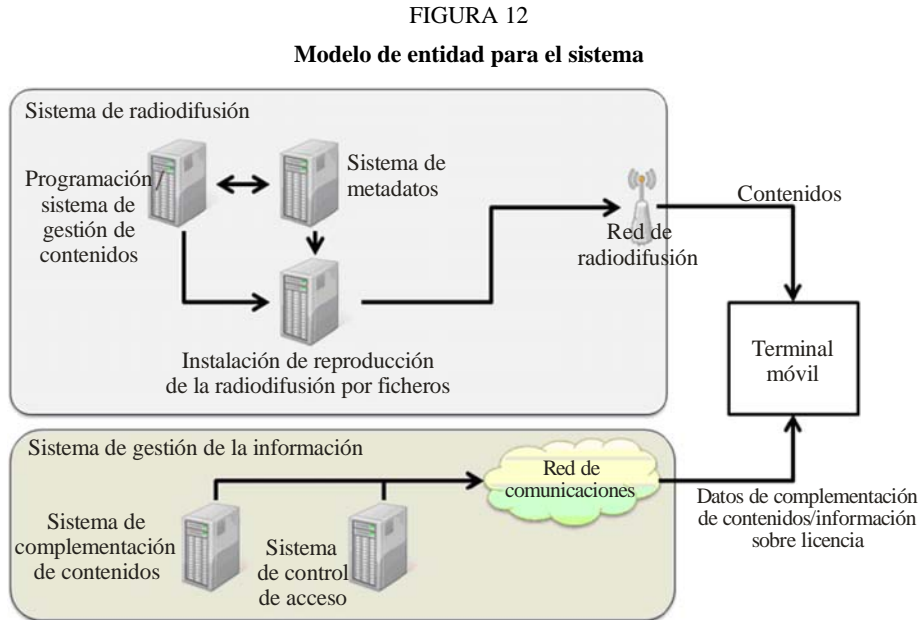 FIGURA 12
Modelo de entidad para el sistema
Sistema de radiodifusión
Programación/
sistema de
gestión de
contenidos
Sistema de
metadatos
Instalación de reproducción
de la radiodifusión por ficheros
Red de
radiodifusión
Contenidos
Terminal
móvil
Sistema de gestión de la información
Sistema de
complementación
de contenidos
Sistema
de control
de acceso
Red de
comunicaciones
Datos de complementación
de contenidos/información
sobre licencia